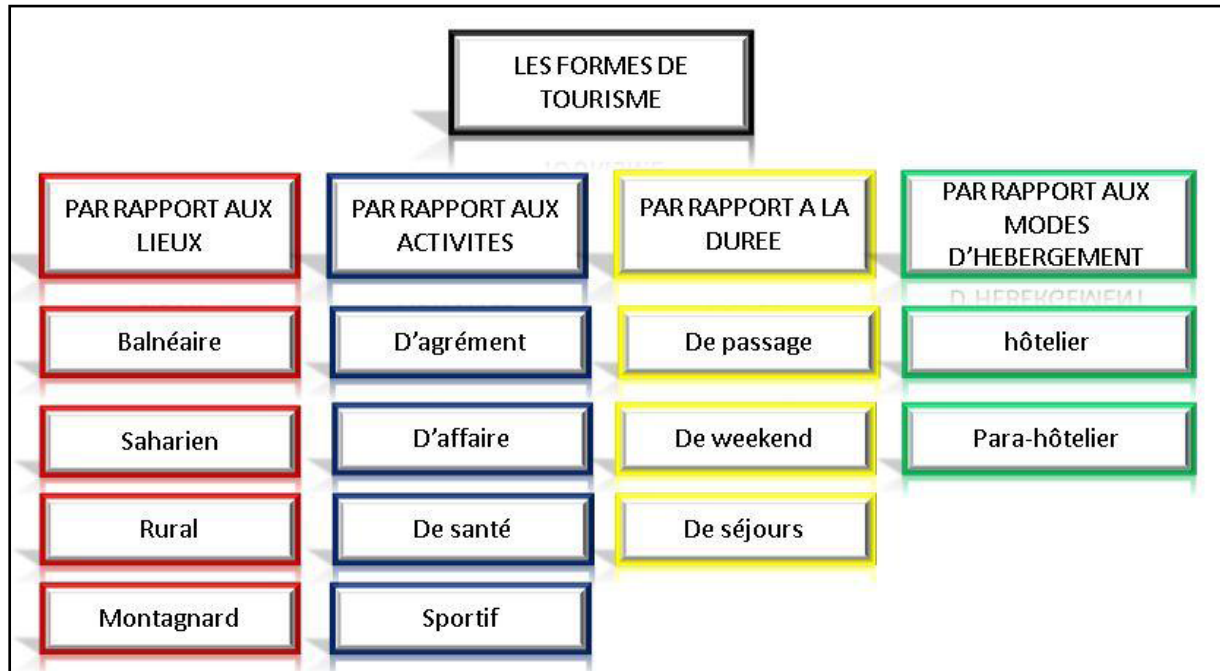 LES FORMES DE
TOURISME
PAR RAPPORT AUX
LIEUX
PAR RAPPORT AUX
ACTIVITES
PAR RAPPORT A LA
DUREE
PAR RAPPORT AUX
MODES
D'HEBERGEMENT
Balnéaire
D'agrément
De passage
hôtelier
Saharien
D'affaire
De weekend
Para-hôtelier
Rural
De santé
De séjours
Montagnard
Sportif